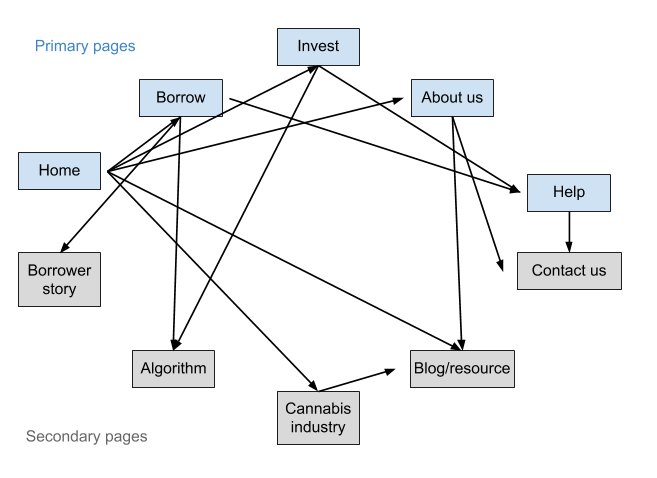 Primary pages
Invest
Borrow
About us
Home
Help
Borrower
story
Contact us
Algorithm
Blog/resource
Cannabis
industry
Secondary pages